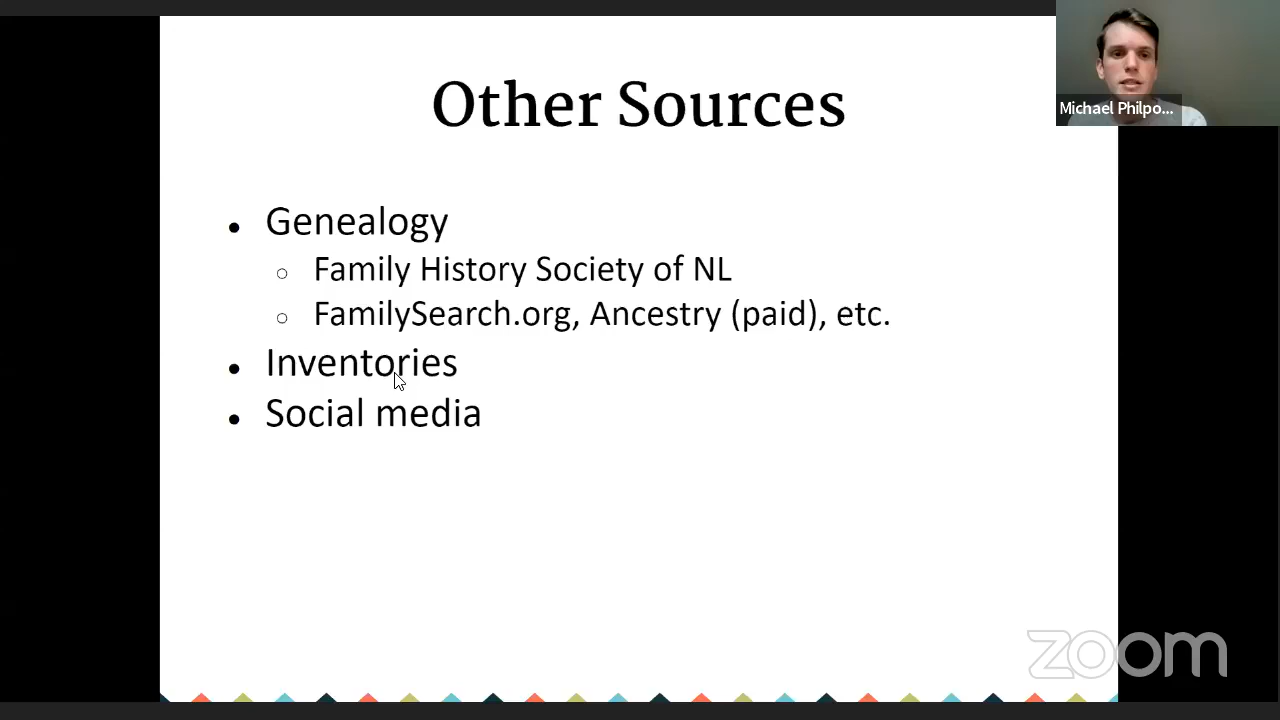 Other Sources
Michael Philpo...
● Genealogy
○ Family History Society of NL
○ FamilySearch.org, Ancestry (paid), etc.
● Inventories
● Social media
zoom